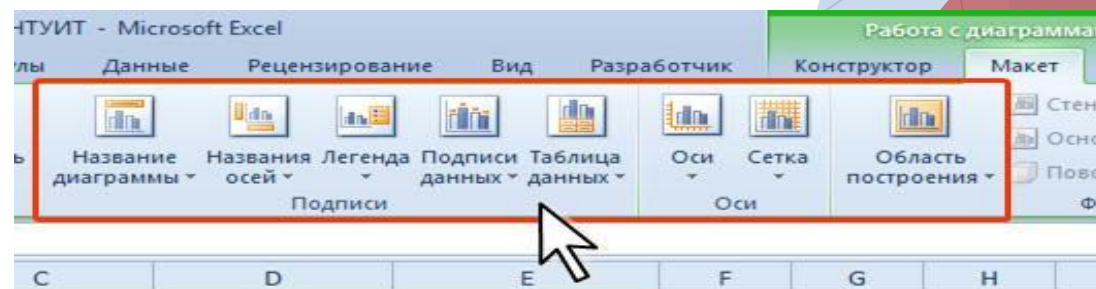 НТУИТ - Microsoft Excel
Работа с диаграмма
Данные Рецензирование Вид Разработчик Конструктор Макет
Название диаграммы
Названия осей
Легенда
Подписи данных
Таблица данных
Подписи
Оси
Сетка
Оси
Область построения
Стен
Осно
Пово
C D E F G H